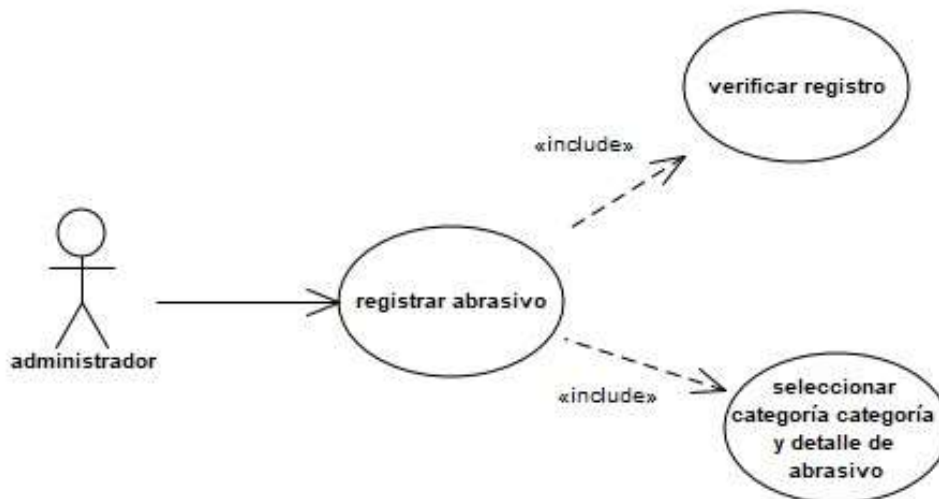 verificar registro
«include»
registrar abrasivo
administrador
«include»
seleccionar
categoría categoría
y detalle de
abrasivo